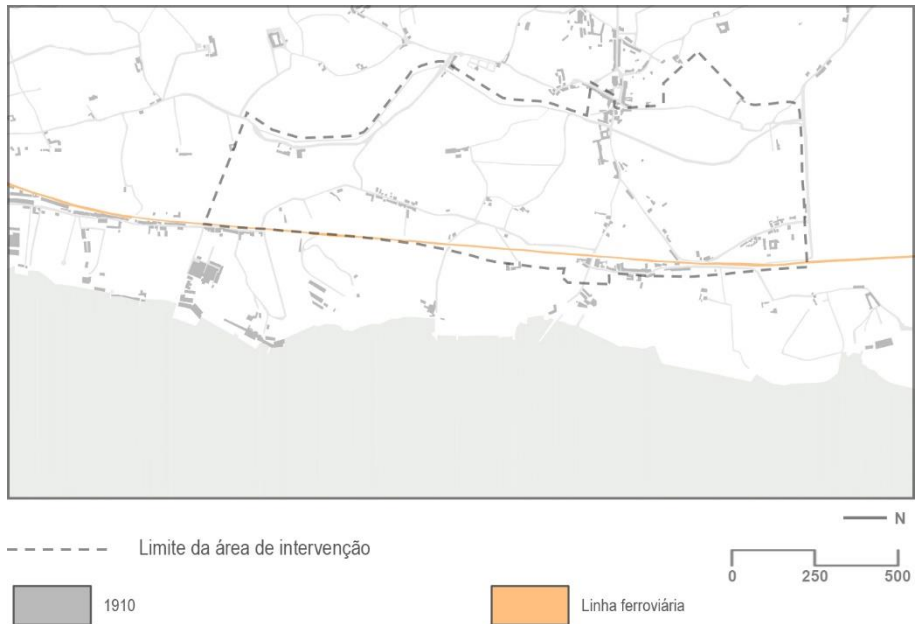 N
Limite da área de intervenção
0 250 500
1910
Linha ferroviária